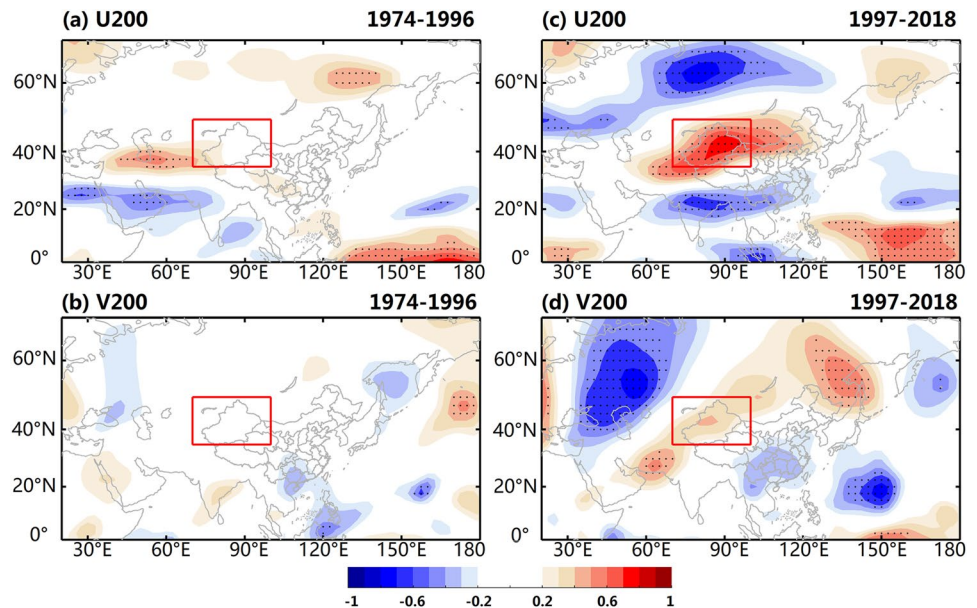 (a) U200 1974-1996
(c) U200 1997-2018
60°N
40°N
20°N
0°
30°E 60°E 90°E 120°E 150°E 180
60°N
40°N
20°N
0°
30°E 60°E 90°E 120°E 150°E 180
(b) V200 1974-1996
(d) V200 1997-2018
60°N
40°N
20°N
0°
30°E 60°E 90°E 120°E 150°E 180
60°N
40°N
20°N
0°
30°E 60°E 90°E 120°E 150°E 180
-1 -0.6 -0.2 0.2 0.6 1